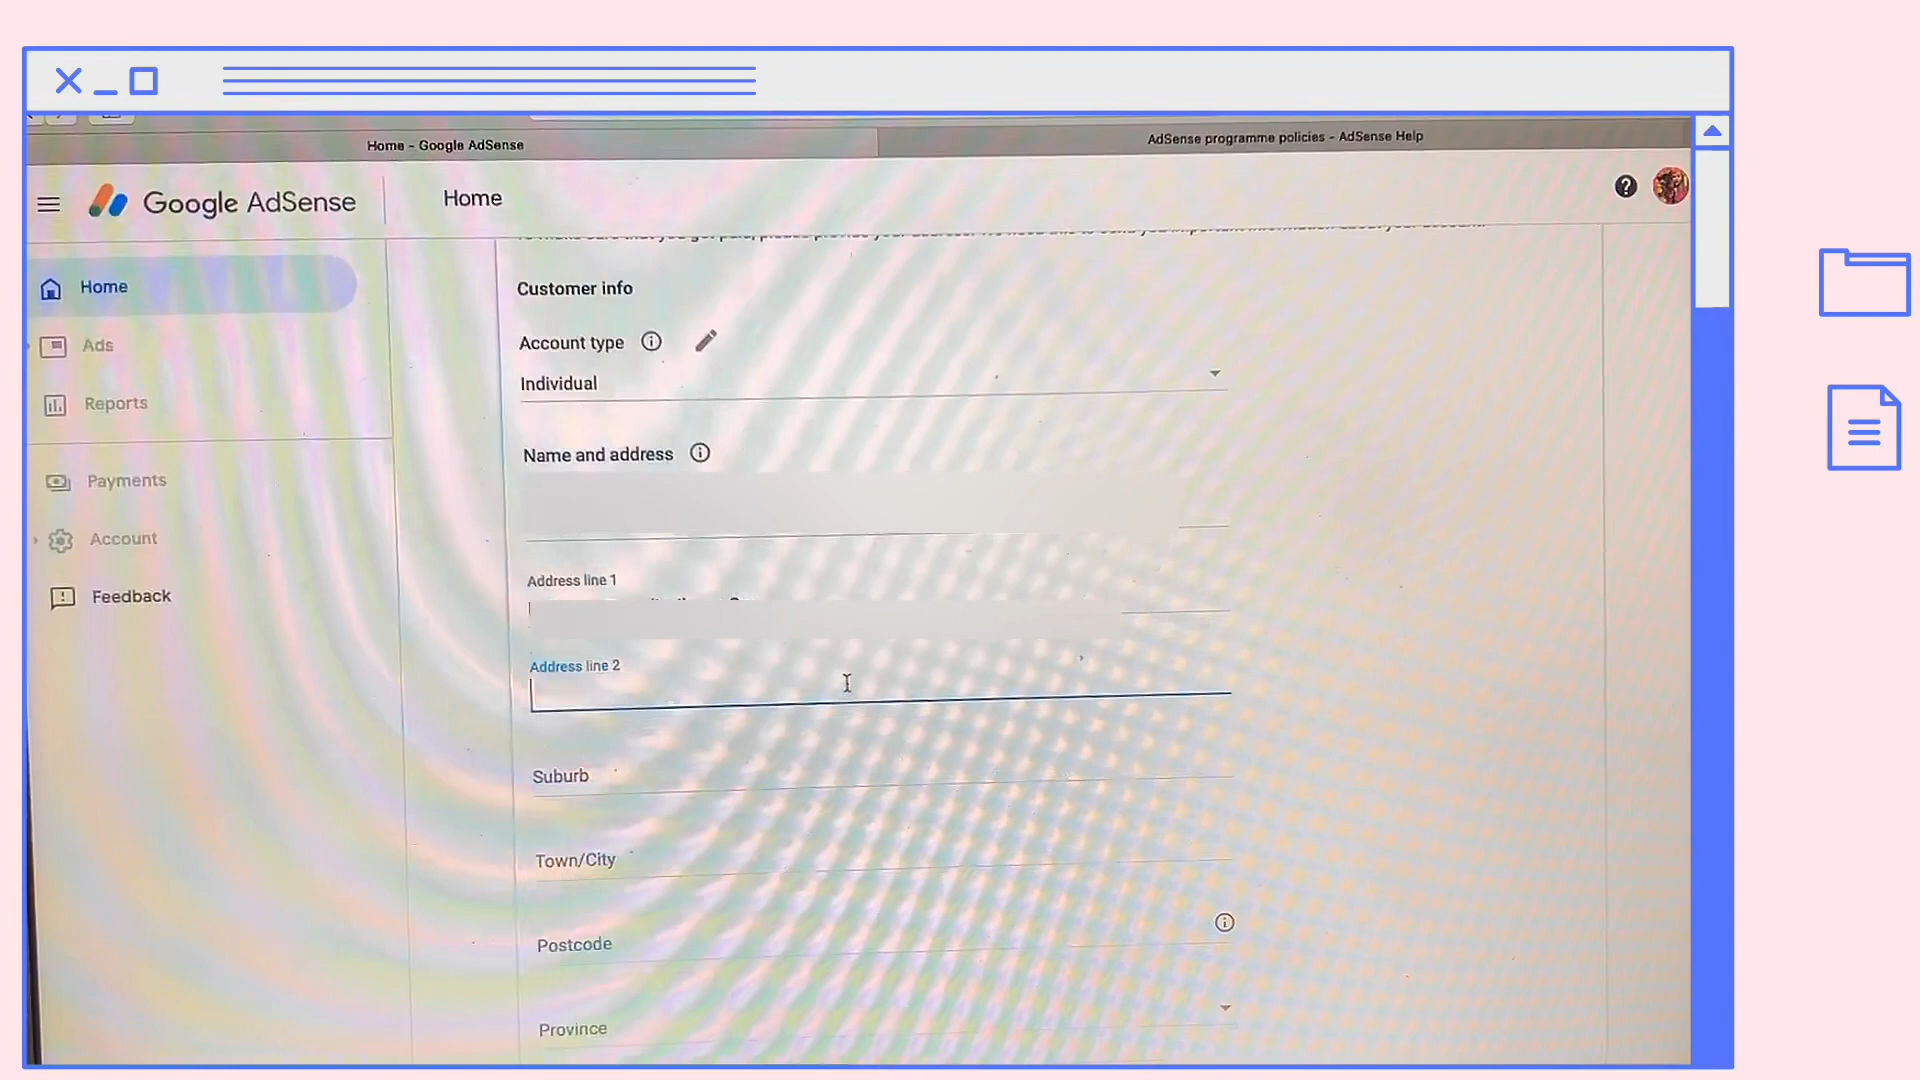 Home - Google AdSense
AdSense programme policies - AdSense Help
Google AdSense
Home
Home
Ads
Reports
Payments
Account
Feedback
Customer info
Account type
Individual
Name and address
Address line 1
Address line 2
Suburb
Town/City
Postcode
Province